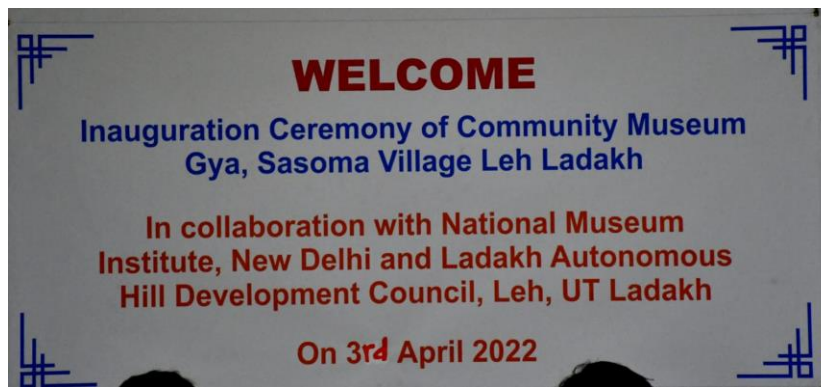 WELCOME
Inauguration Ceremony of Community Museum
Gya, Sasoma Village Leh Ladakh
In collaboration with National Museum
Institute, New Delhi and Ladakh Autonomous
Hill Development Council, Leh, UT Ladakh
On 3rd April 2022